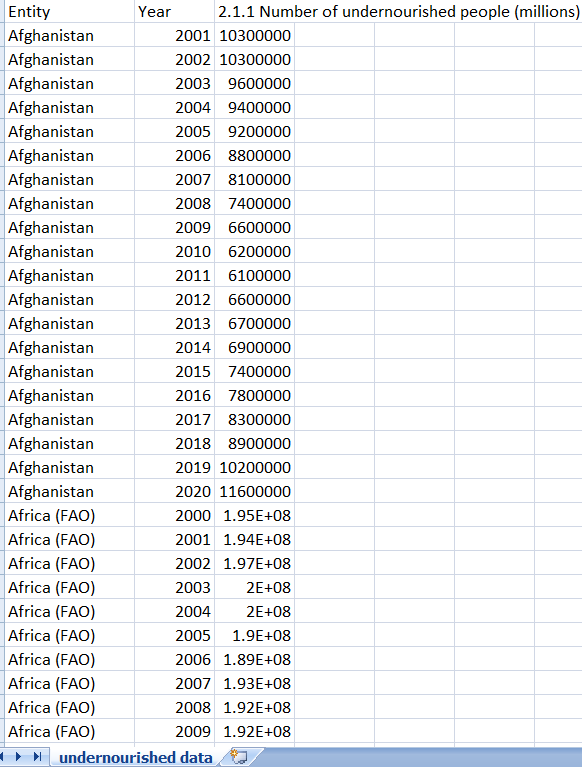 Entity Year 2.1.1 Number of undernourished people (millions)
Afghanistan 2001 10300000
Afghanistan 2002 10300000
Afghanistan 2003 9600000
Afghanistan 2004 9400000
Afghanistan 2005 9200000
Afghanistan 2006 8800000
Afghanistan 2007 8100000
Afghanistan 2008 7400000
Afghanistan 2009 6600000
Afghanistan 2010 6200000
Afghanistan 2011 6100000
Afghanistan 2012 6600000
Afghanistan 2013 6700000
Afghanistan 2014 6900000
Afghanistan 2015 7400000
Afghanistan 2016 7800000
Afghanistan 2017 8300000
Afghanistan 2018 8900000
Afghanistan 2019 10200000
Afghanistan 2020 11600000
Africa (FAO) 2000 1.95E+08
Africa (FAO) 2001 1.94E+08
Africa (FAO) 2002 1.97E+08
Africa (FAO) 2003 2E+08
Africa (FAO) 2004 2E+08
Africa (FAO) 2005 1.9E+08
Africa (FAO) 2006 1.89E+08
Africa (FAO) 2007 1.93E+08
Africa (FAO) 2008 1.92E+08
Africa (FAO) 2009 1.92E+08
undernourished data